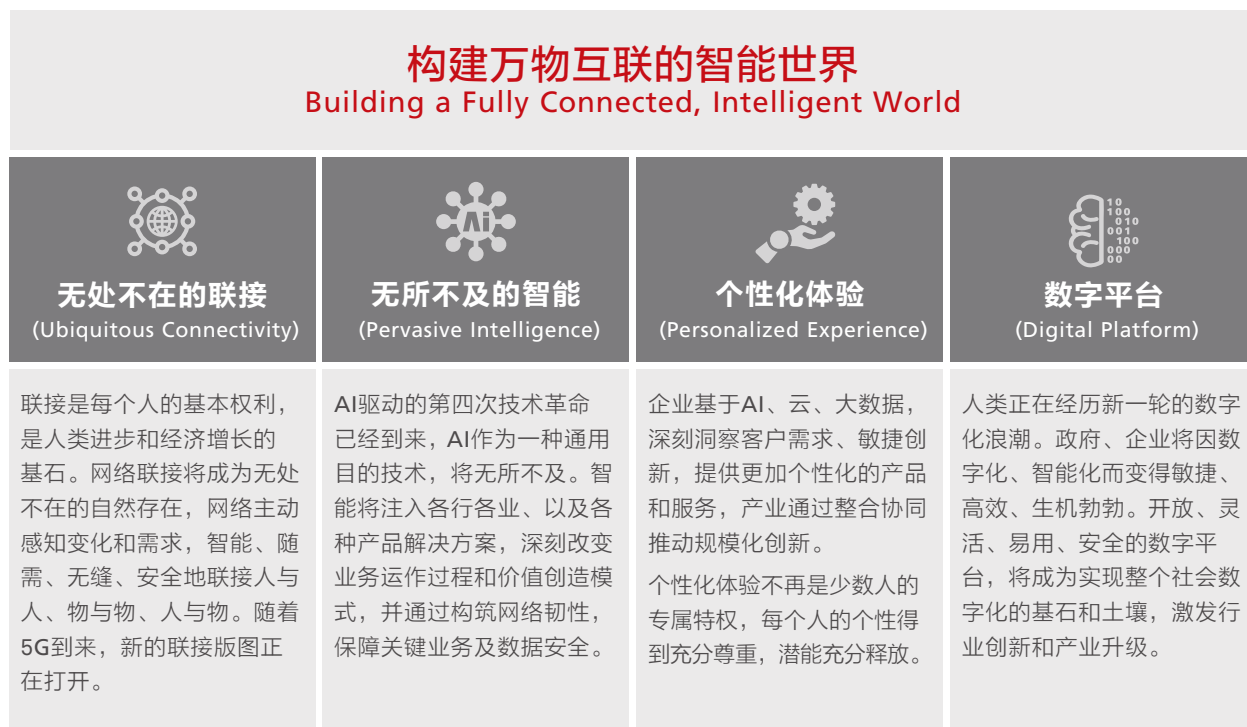 构建万物互联的智能世界
Building a Fully Connected, Intelligent World
无处不在的联接
(Ubiquitous Connectivity)
联接是每个人的基本权利，
是人类进步和经济增长的
基石。网络联接将成为无处
不在的自然存在，网络主动
感知变化和需求，智能、随
需、无缝、安全地联接人与
人、物与物、人与物。随着
5G到来，新的联接版图正
在打开。
Ai
无所不及的智能
(Pervasive Intelligence)
AI驱动的第四次技术革命
已经到来，AI作为一种通用
目的技术，将无所不及。智
能将注入各行各业、以及各
种产品解决方案，深刻改变
业务运作过程和价值创造模
式，并通过构筑网络韧性，
保障关键业务及数据安全。
个性化体验
(Personalized Experience)
企业基于AI、云、大数据，
深刻洞察客户需求、敏捷创
新，提供更加个性化的产品
和服务，产业通过整合协同
推动规模化创新。
个性化体验不再是少数人的
专属特权，每个人的个性得
到充分尊重，潜能充分释放。
10
100
010
001
100
000
00
数字平台
(Digital Platform)
人类正在经历新一轮的数字
化浪潮。政府、企业将因数
字化、智能化而变得敏捷、
高效、生机勃勃。开放、灵
活、易用、安全的数字平
台，将成为实现整个社会数
字化的基石和土壤，激发行
业创新和产业升级。